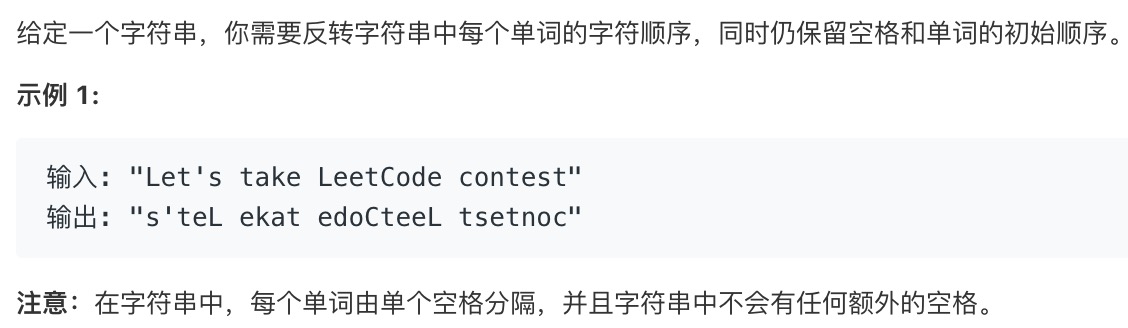 给定一个字符串，你需要反转字符串中每个单词的字符顺序，同时仍保留空格和单词的初始顺序。
示例 1:
输入: "Let's take LeetCode contest"
输出: "s'teL ekat edoCteeL tsetnoc"
注意：在字符串中，每个单词由单个空格分隔，并且字符串中不会有任何额外的空格。